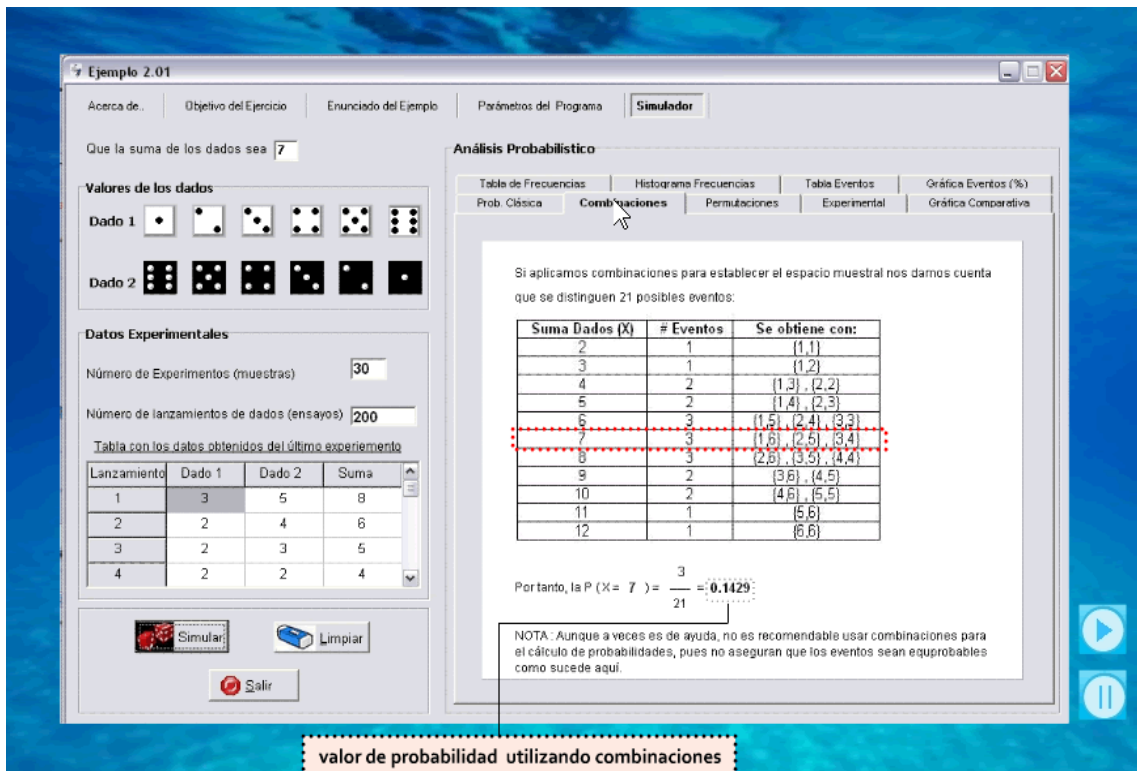 Ejemplo 2.01
Acerca de..
Objetivo del Ejercicio
Enunciado del Ejemplo
Parámetros del Programa
Simulador
Que la suma de los dados sea 7
Valores de los dados
Dado 1
Dado 2
Datos Experimentales
Número de Experimentos (muestras) 30
Número de lanzamientos de dados (ensayos) 200
Tabla con los datos obtenidos del último experiemento
Lanzamiento Dado 1 Dado 2 Suma
1 3 5 8
2 2 4 6
3 2 3 5
4 2 2 4
Simular
Limpiar
Salir
Análisis Probabilístico
Tabla de Frecuencias Histograma Frecuencias Tabla Eventos Gráfica Eventos (%)
Prob. Clásica Combinaciones Permutaciones Experimental Gráfica Comparativa
Si aplicamos combinaciones para establecer el espacio muestral nos damos cuenta
que se distinguen 21 posibles eventos:
Suma Dados (X) # Eventos Se obtiene con:
2 1 {1,1}
3 1 {1,2}
4 2 {1,3} , {2,2}
5 2 {1,4} , {2,3}
6 3 {1,5} , {2,4} , {3,3}
7 3 {1,6} , {2,5} , {3,4}
8 3 {2,6} , {3,5} , {4,4}
9 2 {3,6} , {4,5}
10 2 {4,6} , {5,5}
11 1 {5,6}
12 1 {6,6}
3
Por tanto, la P ( X = 7 ) = = 0.1429
21
NOTA : Aunque a veces es de ayuda, no es recomendable usar combinaciones para
el cálculo de probabilidades, pues no aseguran que los eventos sean equprobables
como sucede aquí.
valor de probabilidad utilizando combinaciones